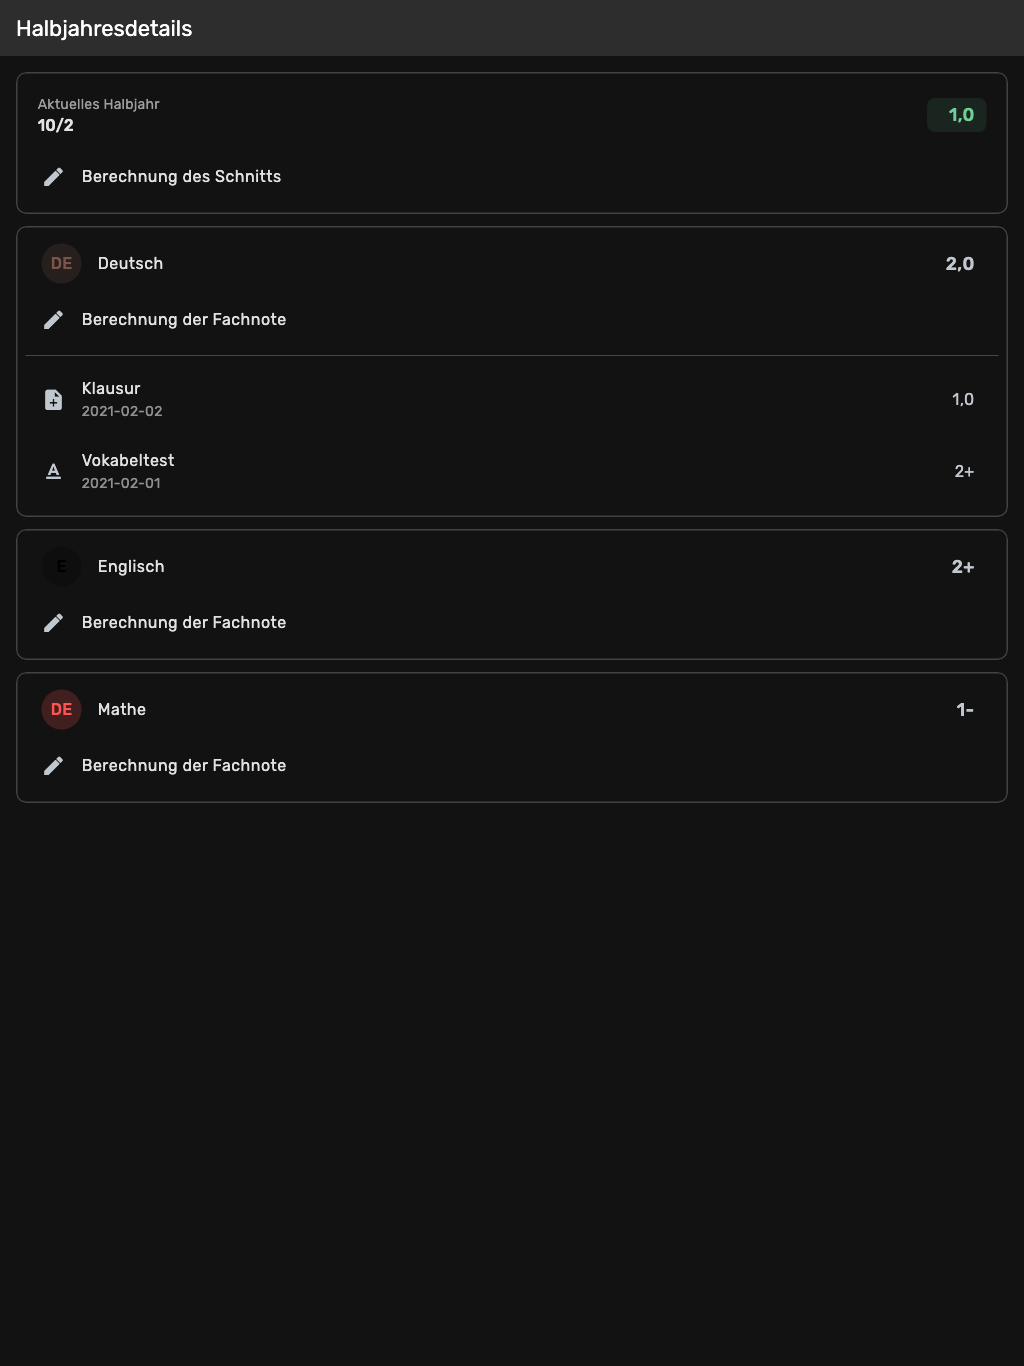 Halbjahresdetails
Aktuelles Halbjahr
10/2
1,0
Berechnung des Schnitts
DE Deutsch 2,0
Berechnung der Fachnote
Klausur
2021-02-02
1,0
A
Vokabeltest
2021-02-01
2+
E Englisch 2+
Berechnung der Fachnote
DE Mathe 1-
Berechnung der Fachnote